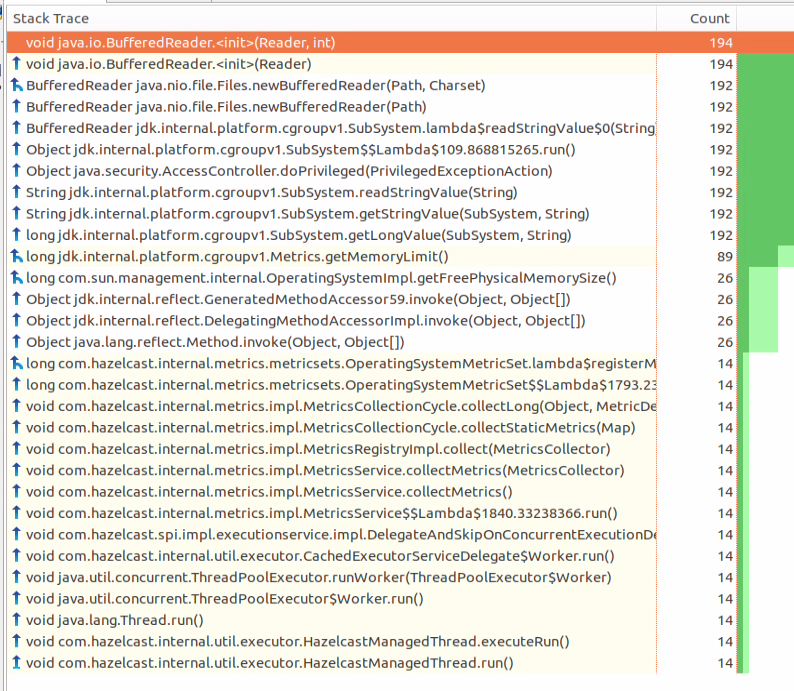 Stack Trace Count
void java.io.BufferedReader.<init>(Reader, int) 194
void java.io.BufferedReader.<init>(Reader) 194
BufferedReader java.nio.file.Files.newBufferedReader(Path, Charset) 192
BufferedReader java.nio.file.Files.newBufferedReader(Path) 192
BufferedReader jdk.internal.platform.cgroupv1.SubSystem.lambda$readStringValue$0(String) 192
Object jdk.internal.platform.cgroupv1.SubSystem$$Lambda$109.868815265.run() 192
Object java.security.AccessController.doPrivileged(PrivilegedExceptionAction) 192
String jdk.internal.platform.cgroupv1.SubSystem.readStringValue(String) 192
String jdk.internal.platform.cgroupv1.SubSystem.getStringValue(SubSystem, String) 192
long jdk.internal.platform.cgroupv1.SubSystem.getLongValue(SubSystem, String) 192
long jdk.internal.platform.cgroupv1.Metrics.getMemoryLimit() 89
long com.sun.management.internal.OperatingSystemImpl.getFreePhysicalMemorySize() 26
Object jdk.internal.reflect.GeneratedMethodAccessor59.invoke(Object, Object[]) 26
Object jdk.internal.reflect.DelegatingMethodAccessorImpl.invoke(Object, Object[]) 26
Object java.lang.reflect.Method.invoke(Object, Object[]) 26
long com.hazelcast.internal.metrics.metricsets.OperatingSystemMetricSet.lambda$registerM 14
long com.hazelcast.internal.metrics.metricsets.OperatingSystemMetricSet$$Lambda$1793.23 14
void com.hazelcast.internal.metrics.impl.MetricsCollectionCycle.collectLong(Object, MetricDe 14
void com.hazelcast.internal.metrics.impl.MetricsCollectionCycle.collectStaticMetrics(Map) 14
void com.hazelcast.internal.metrics.impl.MetricsRegistryImpl.collect(MetricsCollector) 14
void com.hazelcast.internal.metrics.impl.MetricsService.collectMetrics(MetricsCollector) 14
void com.hazelcast.internal.metrics.impl.MetricsService.collectMetrics() 14
void com.hazelcast.internal.metrics.impl.MetricsService$$Lambda$1840.33238366.run() 14
void com.hazelcast.spi.impl.executionservice.impl.DelegateAndSkipOnConcurrentExecutionDe 14
void com.hazelcast.internal.util.executor.CachedExecutorServiceDelegate$Worker.run() 14
void java.util.concurrent.ThreadPoolExecutor.runWorker(ThreadPoolExecutor$Worker) 14
void java.util.concurrent.ThreadPoolExecutor$Worker.run() 14
void java.lang.Thread.run() 14
void com.hazelcast.internal.util.executor.HazelcastManagedThread.executeRun() 14
void com.hazelcast.internal.util.executor.HazelcastManagedThread.run() 14